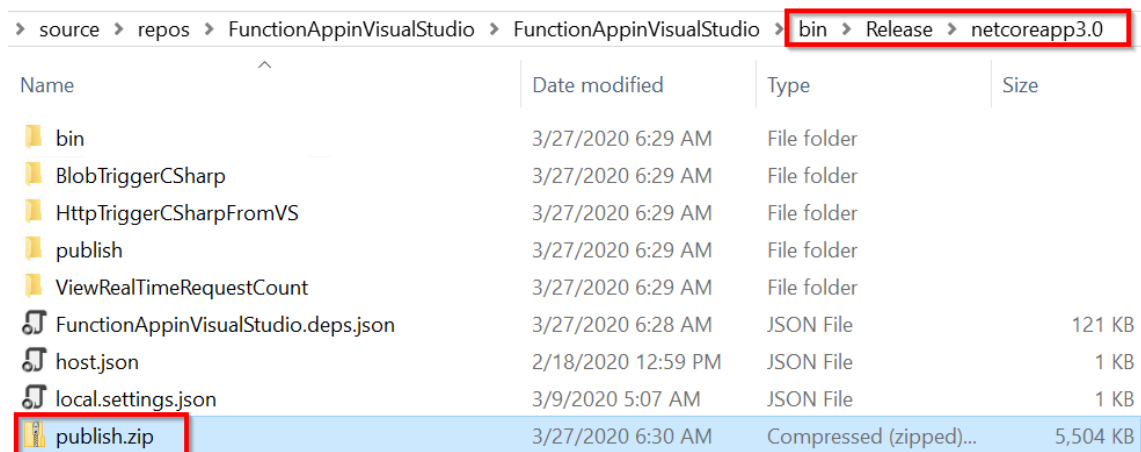 > source > repos > FunctionAppinVisualStudio > FunctionAppinVisualStudio > bin > Release > netcoreapp3.0
Name Date modified Type Size
bin 3/27/2020 6:29 AM File folder
BlobTriggerCSharp 3/27/2020 6:29 AM File folder
HttpTriggerCSharpFromVS 3/27/2020 6:29 AM File folder
publish 3/27/2020 6:29 AM File folder
ViewRealTimeRequestCount 3/27/2020 6:29 AM File folder
FunctionAppinVisualStudio.deps.json 3/27/2020 6:28 AM JSON File 121 KB
host.json 2/18/2020 12:59 PM JSON File 1 KB
local.settings.json 3/9/2020 5:07 AM JSON File 1 KB
publish.zip 3/27/2020 6:30 AM Compressed (zipped)... 5,504 KB